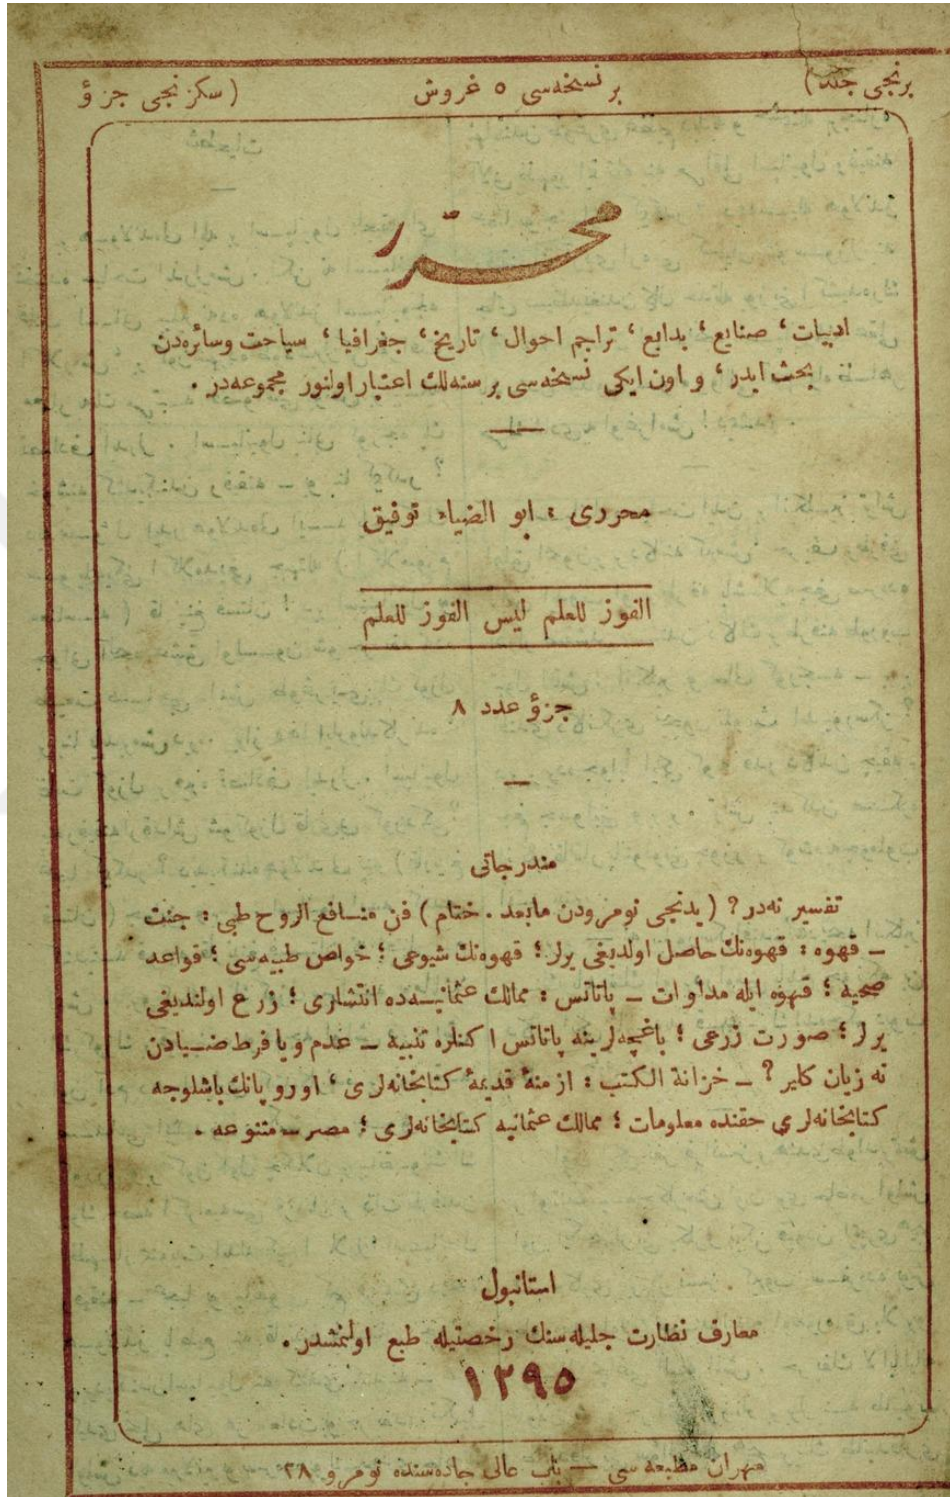 برنجی جلد) بر نسخه‌سی ٥ غروش (سکزنجی جزؤ
محرّر
ادبیات، صنایع، بدایع، تراجم احوال، تاریخ، جغرافیا، سیاحت وسائره‌دن
بحث ایدر، و اون ایکی نسخه‌سی بر سنه‌لك اعتبار اولنور مجموعه‌در.
محرری : ابو الضیاء توفیق
الفوز للعلم لیس الفوز للعلم
جزؤ عدد ٨
مندرجاتی
تفسیر نه‌در؟ (یدنجی نومرودن مابعد. ختام) فن منافع الروح طبی : جنت
ـ قهوه : قهوه‌نك حاصل اولدیغی یرلر؛ قهوه‌نك شیوعی؛ خواص طبیه‌سی؛ قواعد
صحیه؛ قهوه ایله مداوات ـ پاتاتس : ممالك عثمانیه‌ده انتشاری؛ زرع اولندیغی
یرلر؛ صورت زرعی؛ باغچه‌لرینه پاتاتس اکنلره تنبیه ـ عدم ویا فرط ضیادن
نه زیان کلیر؟ ـ خزانة الکتب : ازمنهٔ قدیمهٔ کتابخانه‌لری، اوروپانك باشلوجه
کتابخانه‌لری حقنده معلومات؛ ممالك عثمانیه کتابخانه‌لری؛ مصر ـ متنوعه.
استانبول
معارف نظارت جلیله‌سنك رخصتیله طبع اولنمشدر.
١٢٩٥
مهران مطبعه سی — باب عالی جاده‌سنده نومرو ٢٨